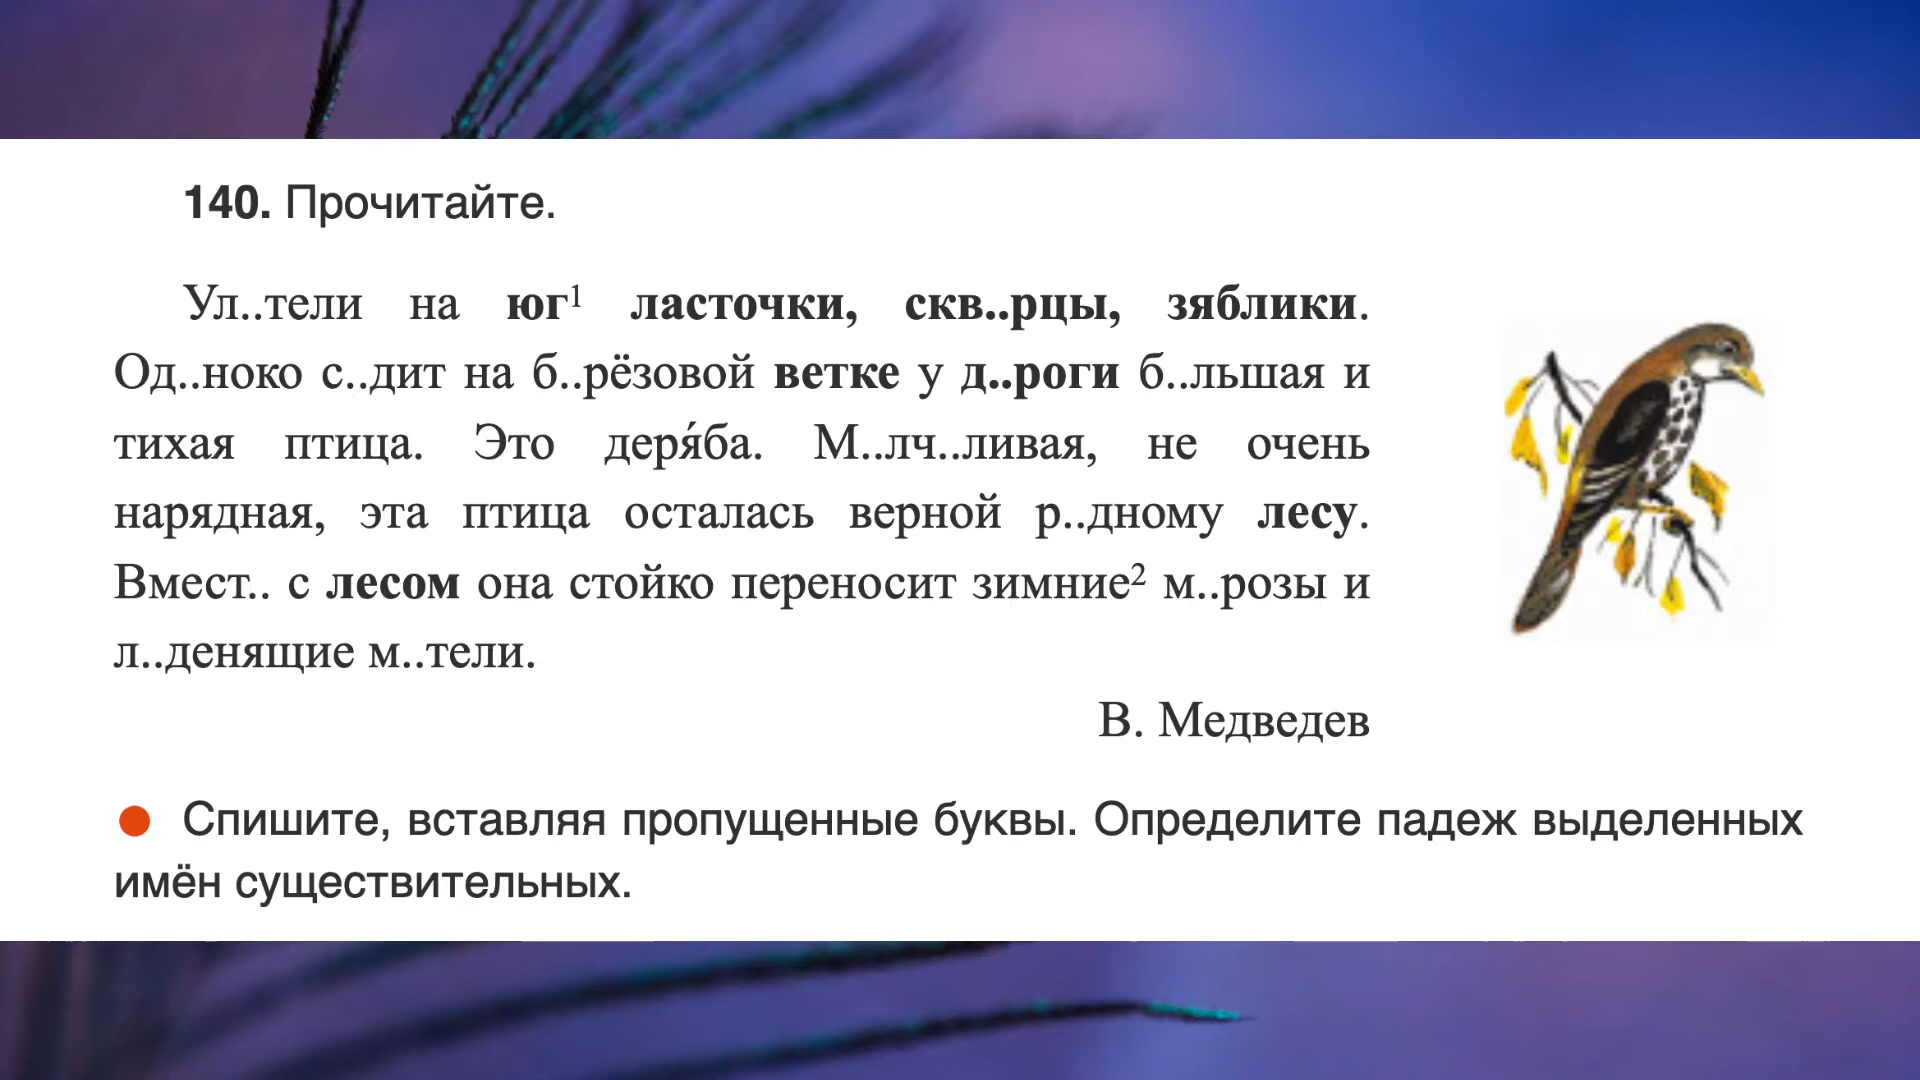 140. Прочитайте.
Ул..тели на юг¹ ласточки, скв..рцы, зяблики.
Од..ноко с..дит на б..рёзовой ветке у д..роги б..льшая и
тихая птица. Это деря́ба. М..лч..ливая, не очень
нарядная, эта птица осталась верной р..дному лесу.
Вмест.. с лесом она стойко переносит зимние² м..розы и
л..денящие м..тели.
В. Медведев
Спишите, вставляя пропущенные буквы. Определите падеж выделенных
имён существительных.